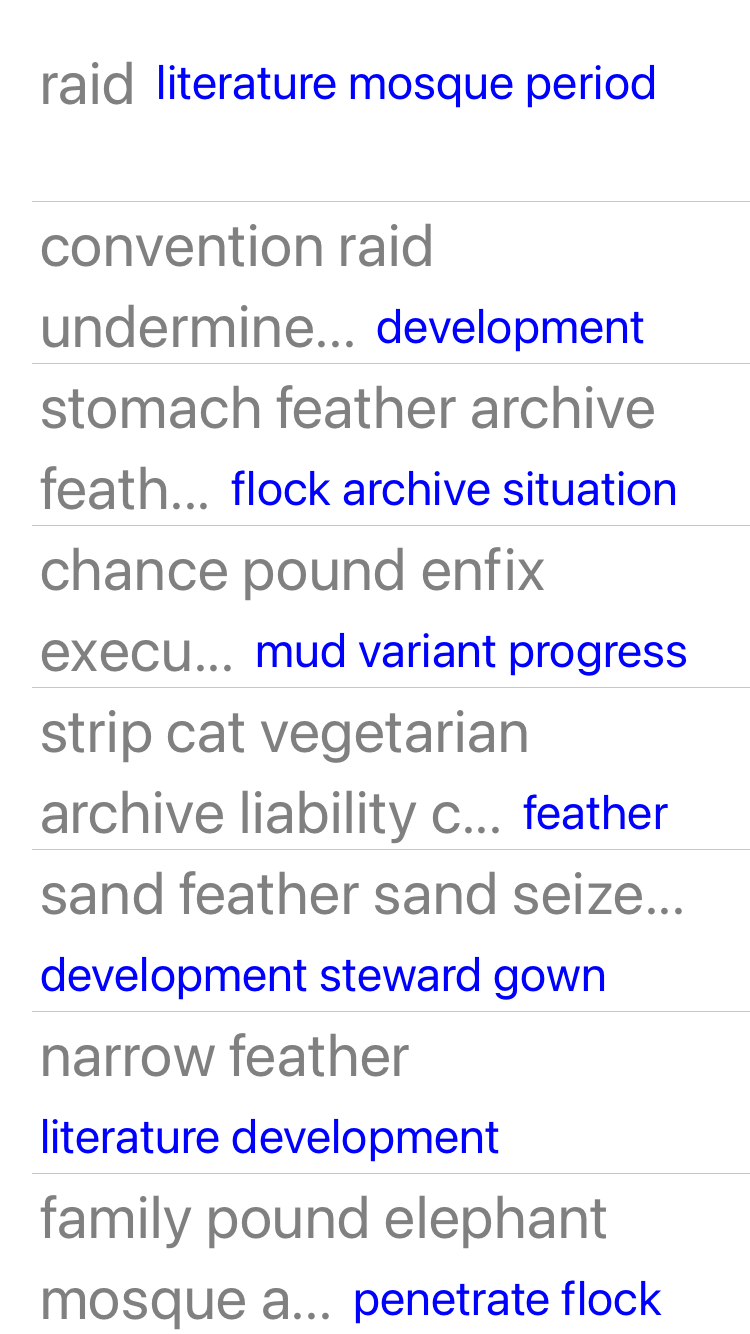 raid literature mosque period
convention raid
undermine... development
stomach feather archive
feath... flock archive situation
chance pound enfix
execu... mud variant progress
strip cat vegetarian
archive liability c... feather
sand feather sand seize...
development steward gown
narrow feather
literature development
family pound elephant
mosque a... penetrate flock